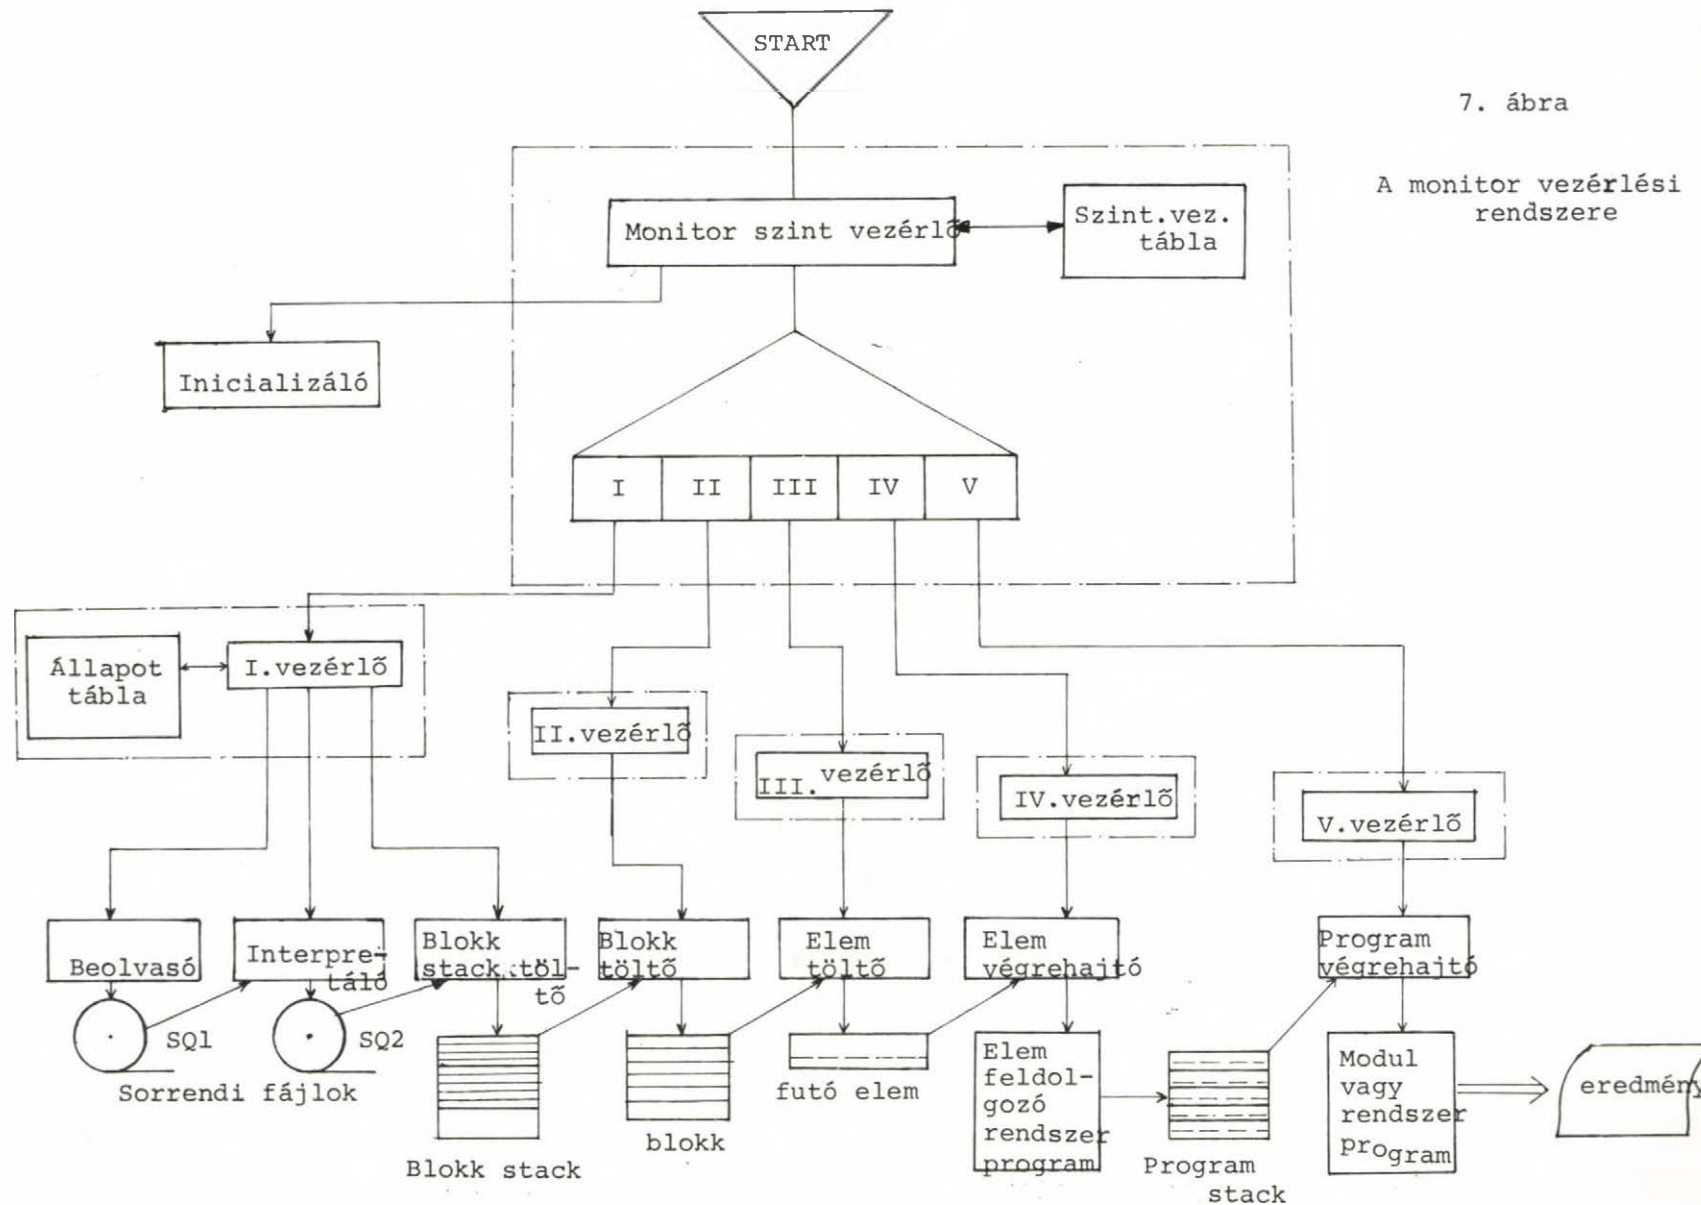 START
7. ábra
A monitor vezérlési
rendszere
Monitor szint vezérlő
Szint.vez.
tábla
Inicializáló
I
II
III
IV
V
Állapot
tábla
I.vezérlő
II.vezérlő
III. vezérlő
IV.vezérlő
V.vezérlő
Beolvasó
Interpre-
táló
Blokk
stack töl-
tő
Blokk
töltő
Elem
töltő
Elem
végrehajtó
Program
végrehajtó
SQ1
SQ2
Sorrendi fájlok
Blokk stack
blokk
futó elem
Elem
feldol-
gozó
rendszer
program
Program
stack
Modul
vagy
rendszer
program
eredmény